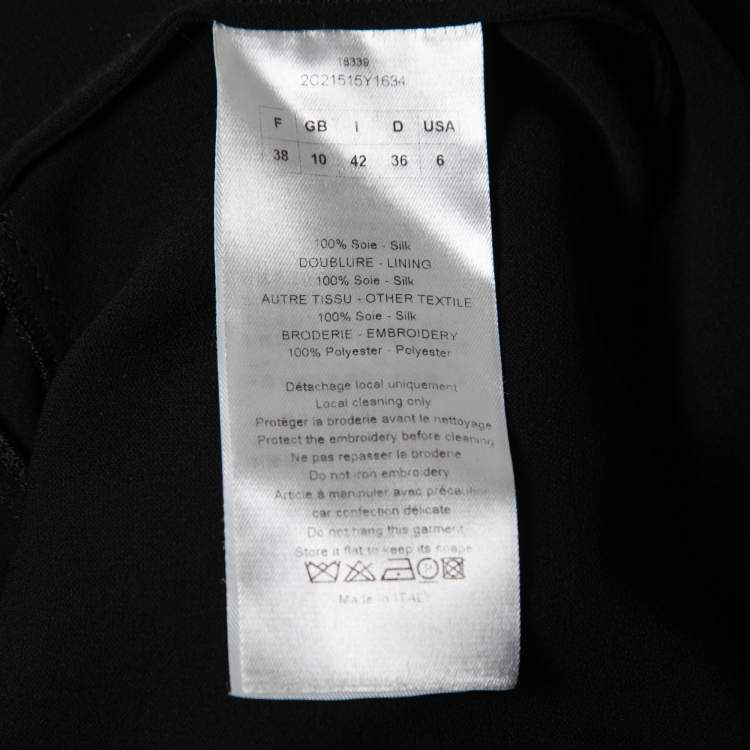 18339
2C21515Y1634
F GB I D USA
38 10 42 36 6
100% Soie - Silk
DOUBLURE - LINING
100% Soie - Silk
AUTRE TISSU - OTHER TEXTILE
100% Soie - Silk
BRODERIE - EMBROIDERY
100% Polyester - Polyester
Détachage local uniquement
Local cleaning only
Protèger la broderie avant le nettoyage
Protect the embroidery before cleaning
Ne pas repasser la broderie
Do not iron embroidery
Article à manipuler avec précaution
car confection délicate
Do not hang this garment
Store it flat to keep its shape
Made in ITALY